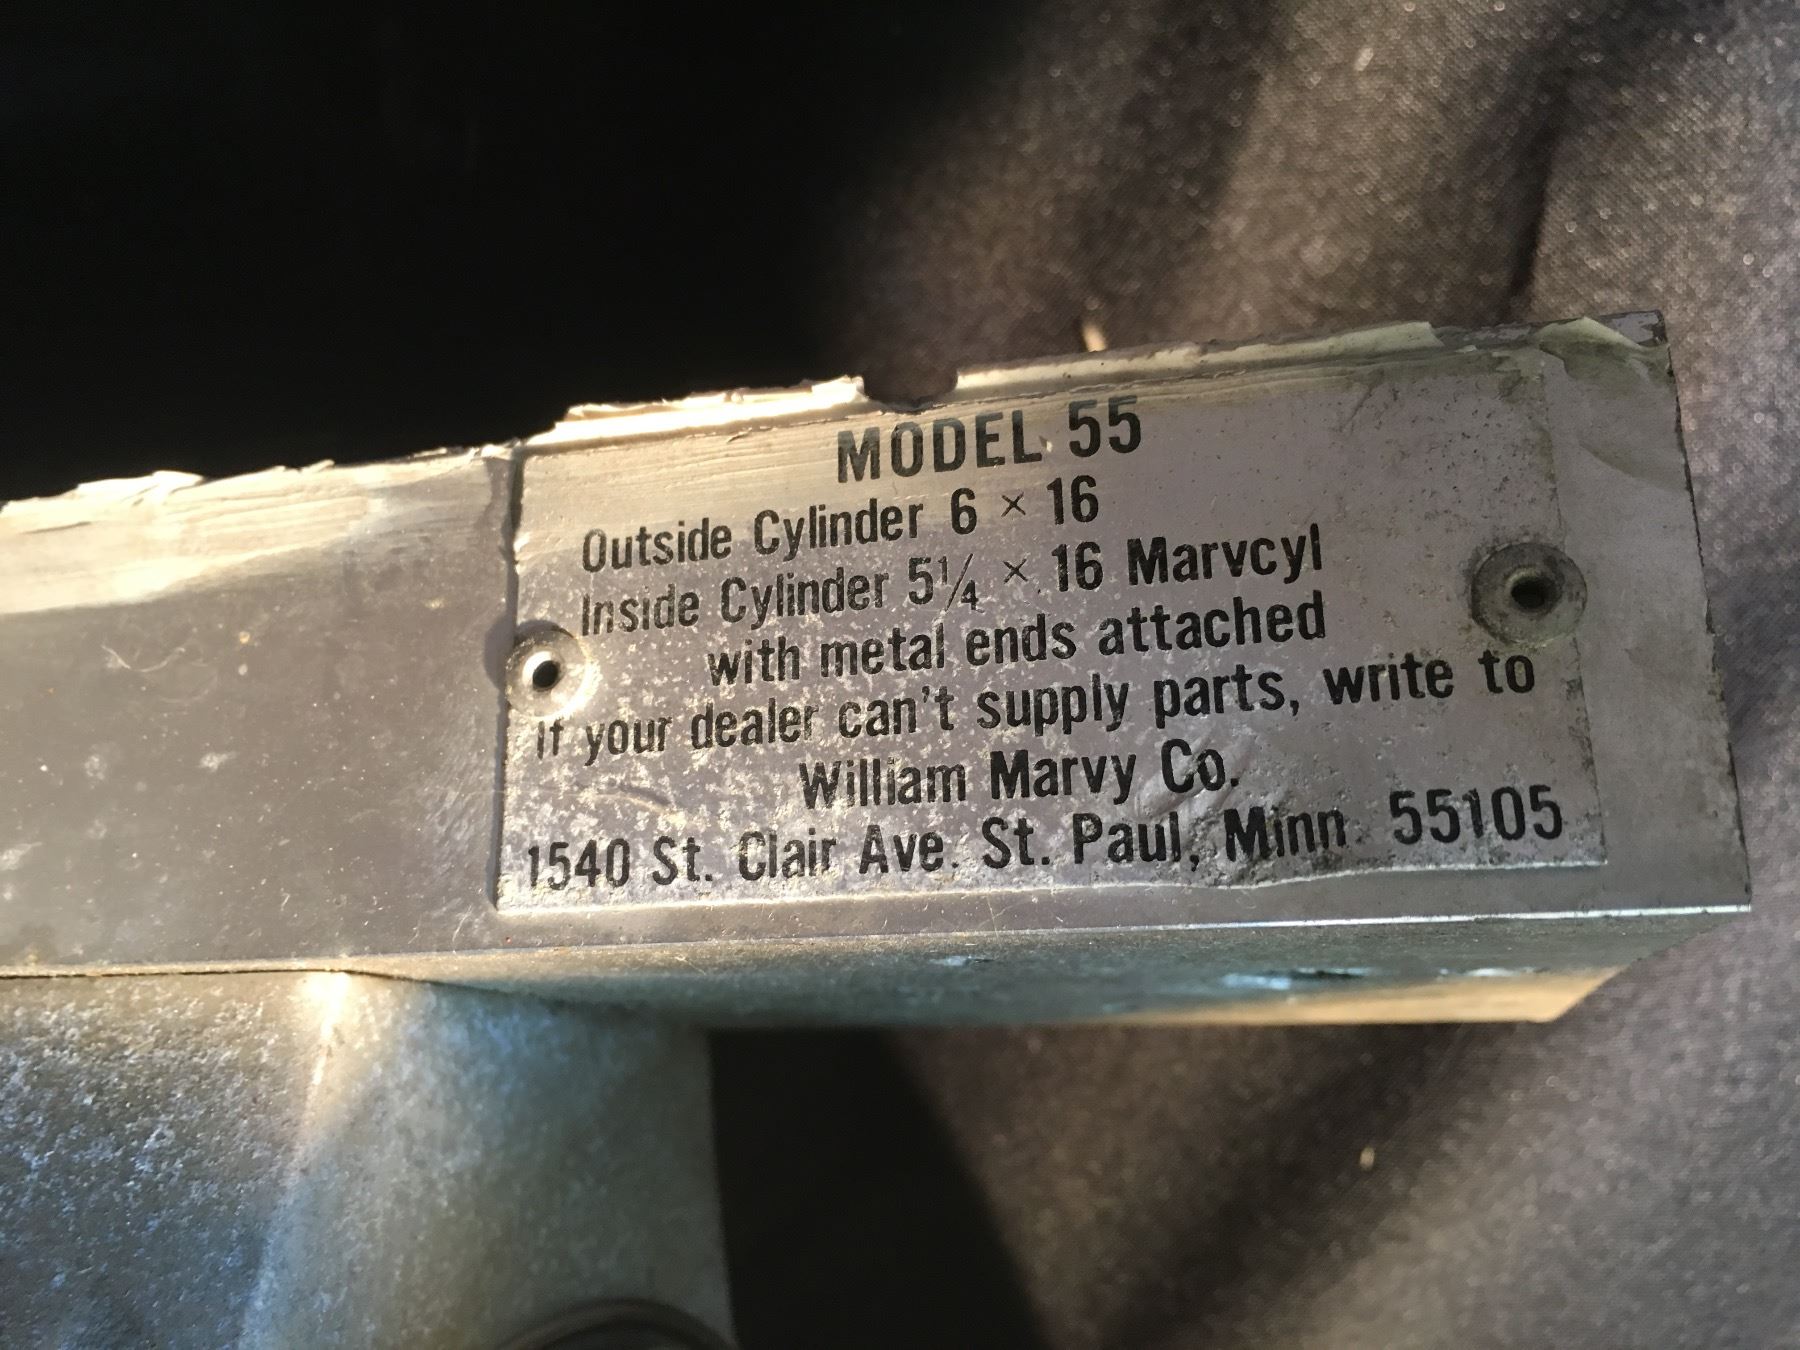 MODEL 55
Outside Cylinder 6 × 16
Inside Cylinder 5¼ × 16 Marvcyl
with metal ends attached
If your dealer can't supply parts, write to
William Marvy Co.
1540 St. Clair Ave. St. Paul, Minn. 55105